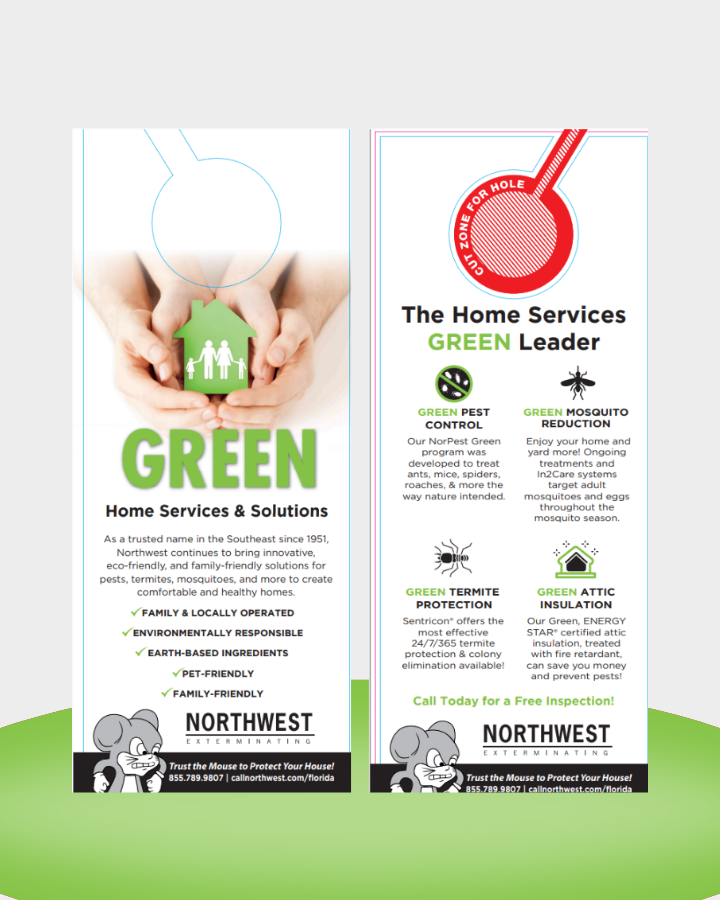 GREEN
Home Services & Solutions
As a trusted name in the Southeast since 1951,
Northwest continues to bring innovative,
eco-friendly, and family-friendly solutions for
pests, termites, mosquitoes, and more to create
comfortable and healthy homes.
✓FAMILY & LOCALLY OPERATED
✓ENVIRONMENTALLY RESPONSIBLE
✓EARTH-BASED INGREDIENTS
✓PET-FRIENDLY
✓FAMILY-FRIENDLY
NORTHWEST
EXTERMINATING
Trust the Mouse to Protect Your House!
855.789.9807 | callnorthwest.com/florida
CUT ZONE FOR HOLE
The Home Services
GREEN Leader
GREEN PEST
CONTROL
Our NorPest Green
program was
developed to treat
ants, mice, spiders,
roaches, & more the
way nature intended.
GREEN MOSQUITO
REDUCTION
Enjoy your home and
yard more! Ongoing
treatments and
In2Care systems
target adult
mosquitoes and eggs
throughout the
mosquito season.
GREEN TERMITE
PROTECTION
Sentricon® offers the
most effective
24/7/365 termite
protection & colony
elimination available!
GREEN ATTIC
INSULATION
Our Green, ENERGY
STAR® certified attic
insulation, treated
with fire retardant,
can save you money
and prevent pests!
Call Today for a Free Inspection!
NORTHWEST
EXTERMINATING
Trust the Mouse to Protect Your House!
855.789.9807 | callnorthwest.com/florida